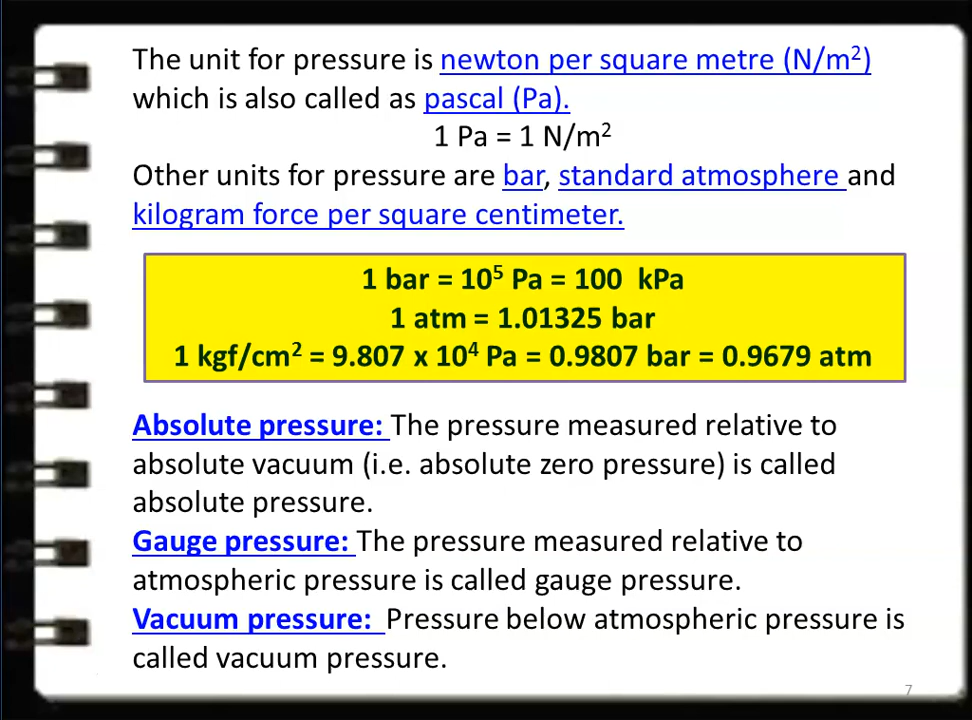 The unit for pressure is newton per square metre (N/m²)
which is also called as pascal (Pa).
1 Pa = 1 N/m²
Other units for pressure are bar, standard atmosphere and
kilogram force per square centimeter.
1 bar = 10⁵ Pa = 100 kPa
1 atm = 1.01325 bar
1 kgf/cm² = 9.807 x 10⁴ Pa = 0.9807 bar = 0.9679 atm
Absolute pressure: The pressure measured relative to
absolute vacuum (i.e. absolute zero pressure) is called
absolute pressure.
Gauge pressure: The pressure measured relative to
atmospheric pressure is called gauge pressure.
Vacuum pressure: Pressure below atmospheric pressure is
called vacuum pressure.
7